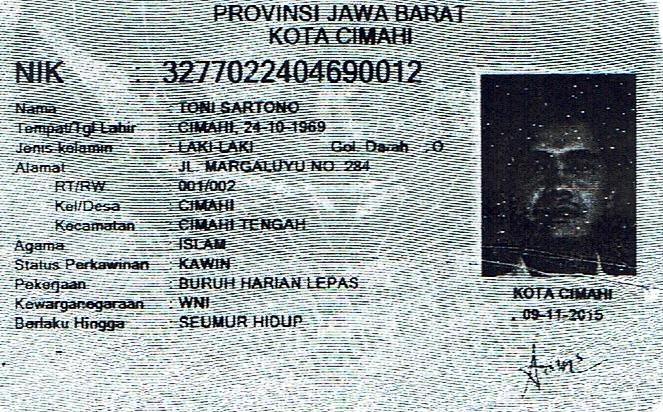 PROVINSI JAWA BARAT
KOTA CIMAHI
NIK : 3277022404690012
Nama : TONI SARTONO
Tempat/Tgl Lahir : CIMAHI, 24-10-1969
Jenis kelamin : LAKI-LAKI Gol. Darah : O
Alamat : JL. MARGALUYU NO. 284
RT/RW : 001/002
Kel/Desa : CIMAHI
Kecamatan : CIMAHI TENGAH
Agama : ISLAM
Status Perkawinan : KAWIN
Pekerjaan : BURUH HARIAN LEPAS
Kewarganegaraan : WNI
Berlaku Hingga : SEUMUR HIDUP
KOTA CIMAHI
09-11-2015